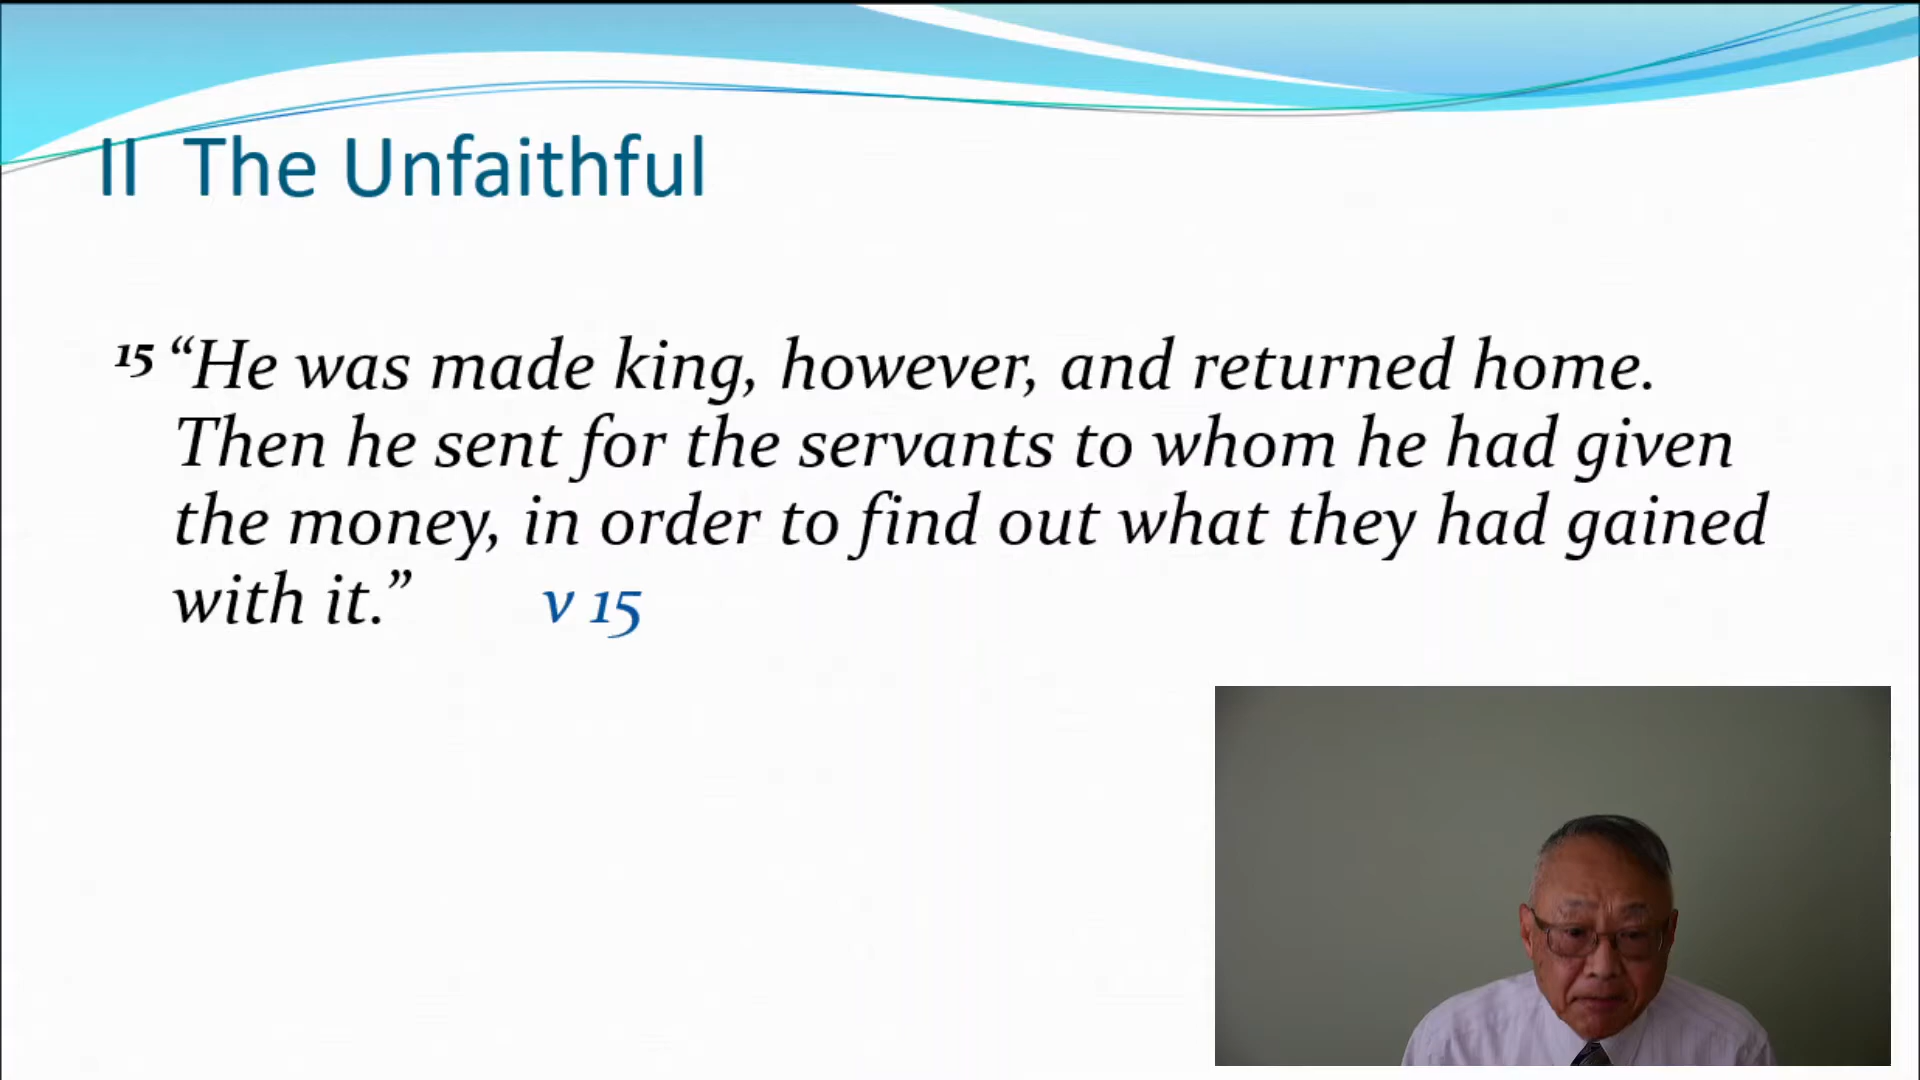 II The Unfaithful
15 “He was made king, however, and returned home.
Then he sent for the servants to whom he had given
the money, in order to find out what they had gained
with it.” v 15